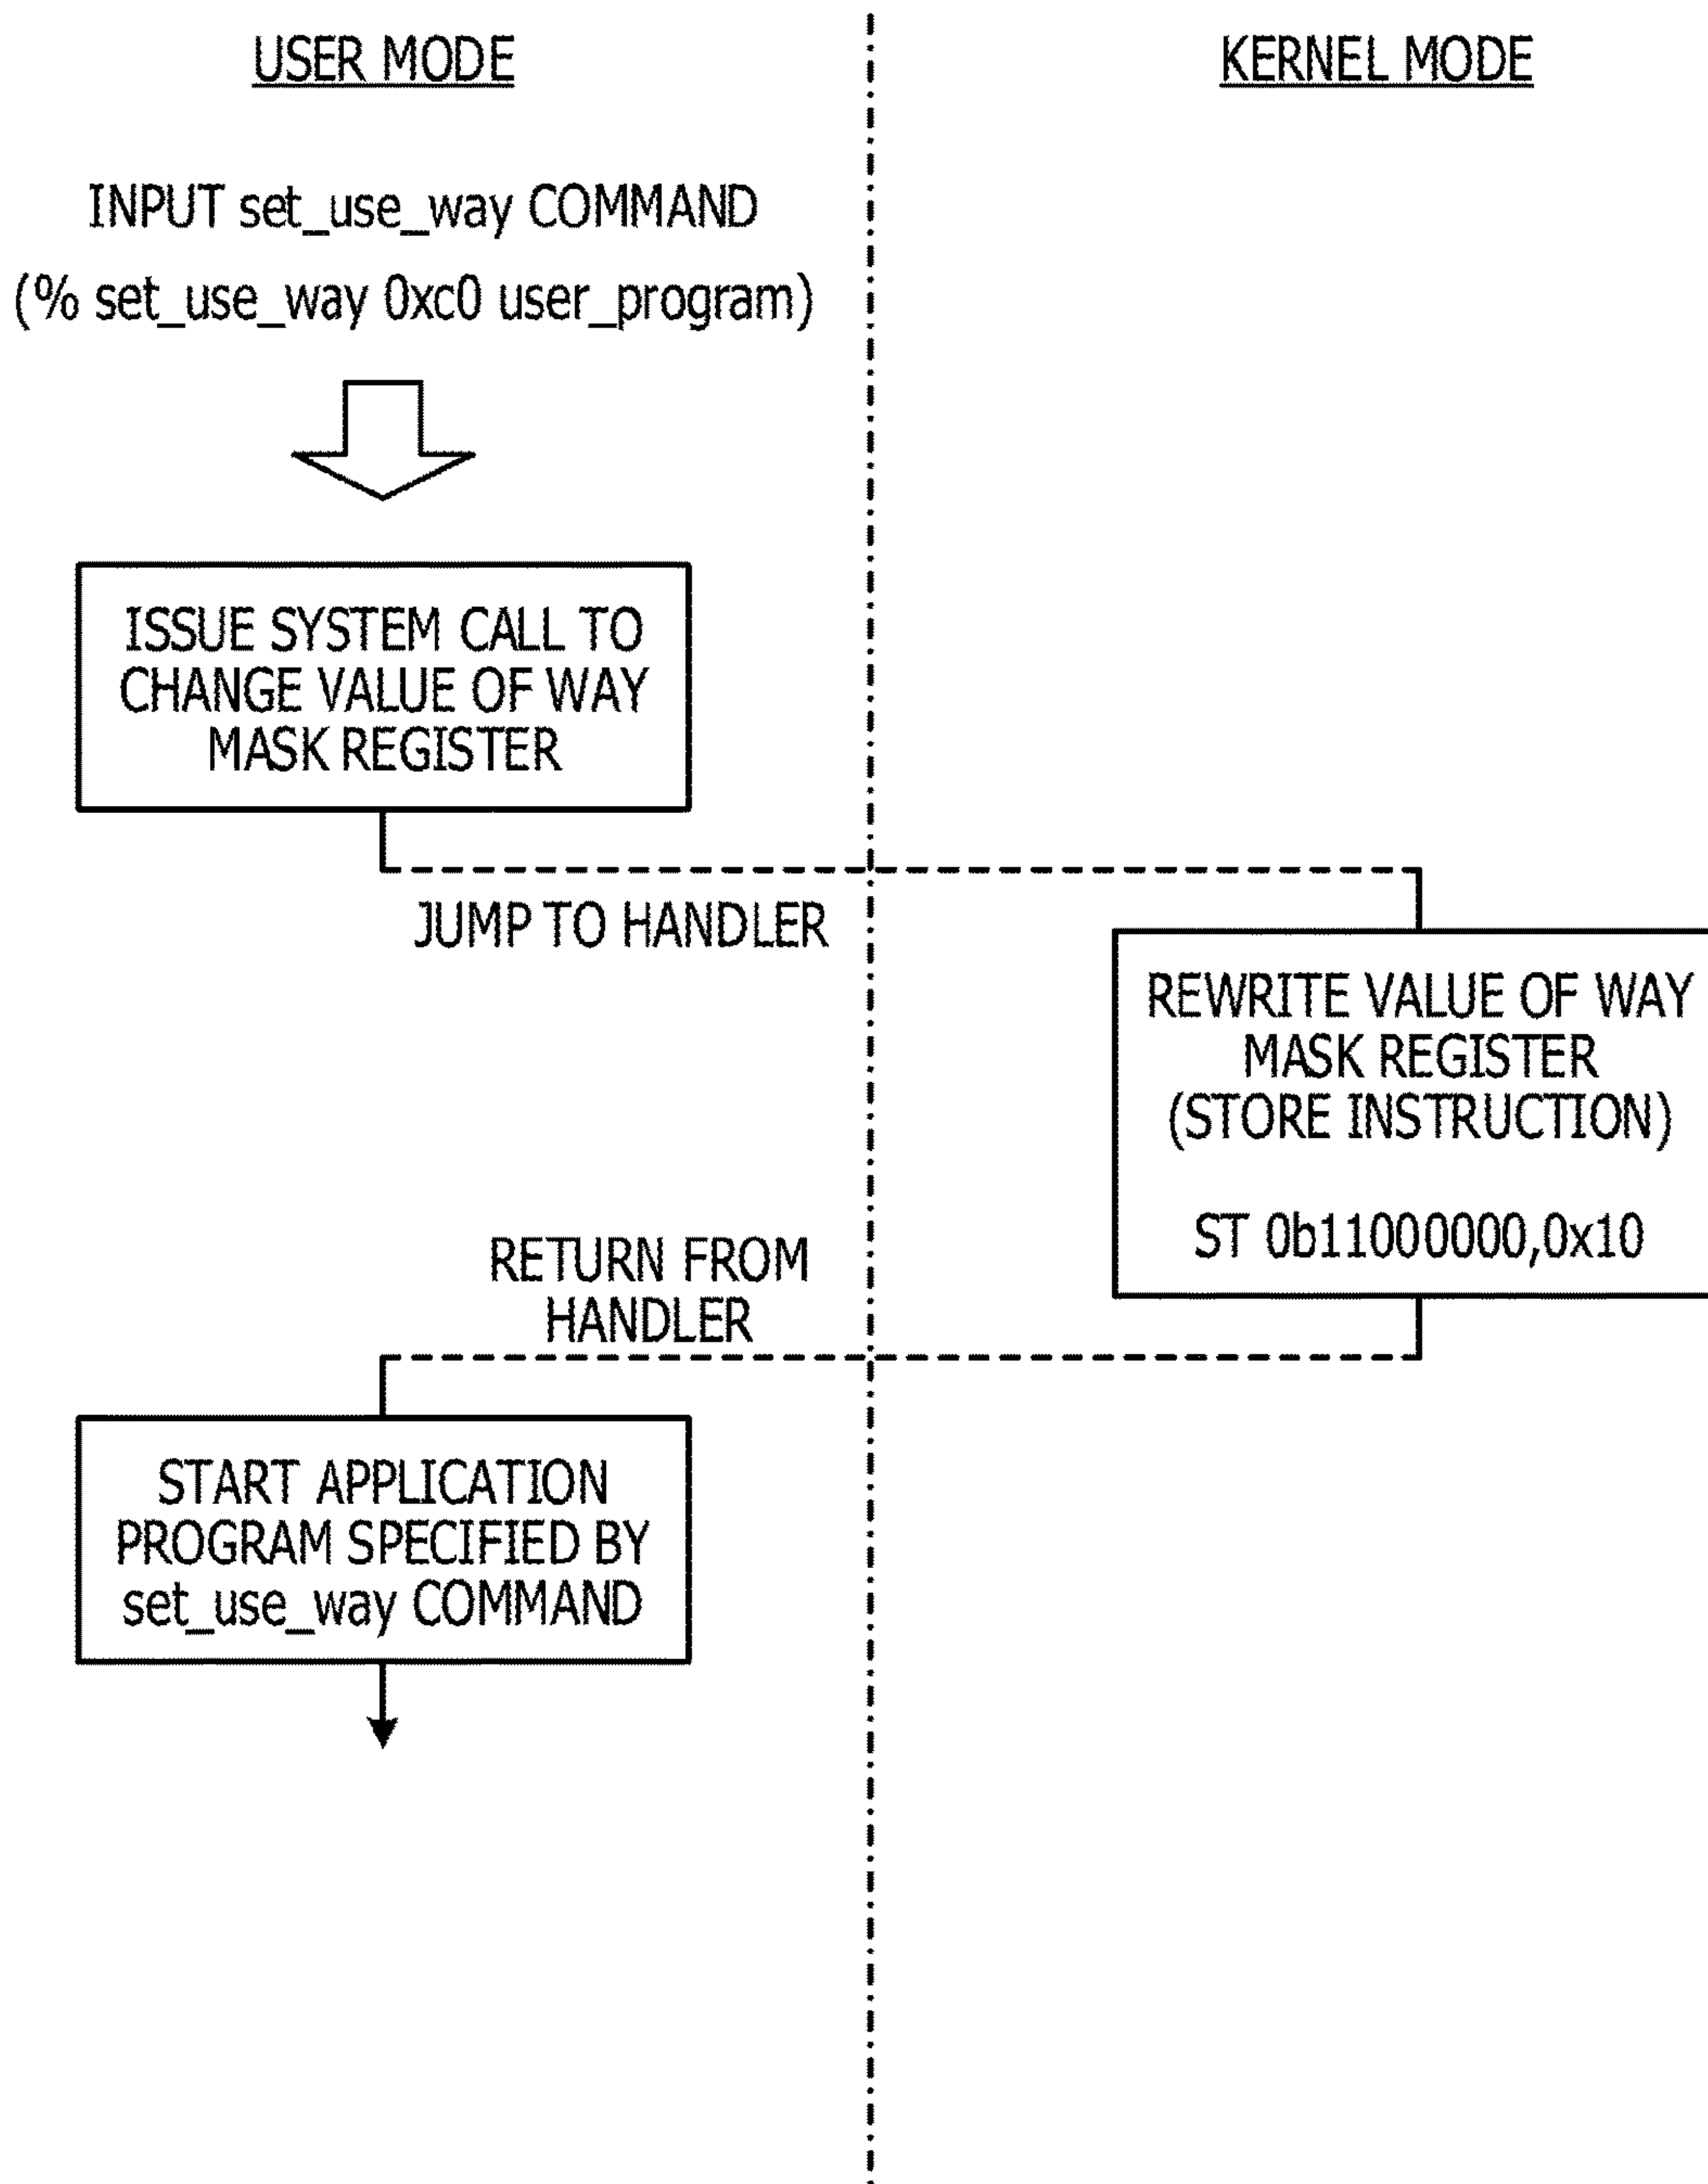 USER MODE
KERNEL MODE
INPUT set_use_way COMMAND
(% set_use_way 0xc0 user_program)
ISSUE SYSTEM CALL TO
CHANGE VALUE OF WAY
MASK REGISTER
JUMP TO HANDLER
REWRITE VALUE OF WAY
MASK REGISTER
(STORE INSTRUCTION)
ST 0b11000000,0x10
RETURN FROM
HANDLER
START APPLICATION
PROGRAM SPECIFIED BY
set_use_way COMMAND